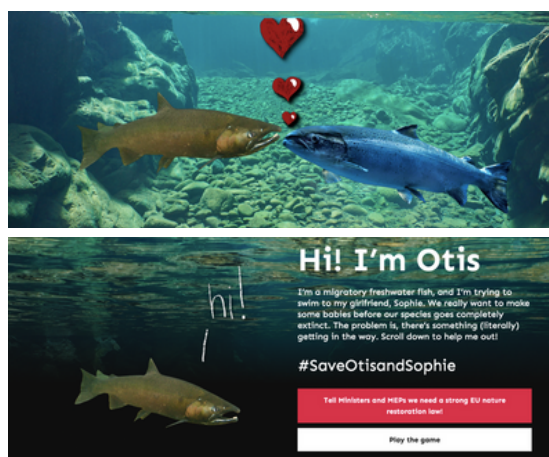 hi!
Hi! I'm Otis
I'm a migratory freshwater fish, and I'm trying to
swim to my girlfriend, Sophie. We really want to make
some babies before our species goes completely
extinct. The problem is, there's something (literally)
getting in the way. Scroll down to help me out!
#SaveOtisandSophie
Tell Ministers and MEPs we need a strong EU nature
restoration law!
Play the game